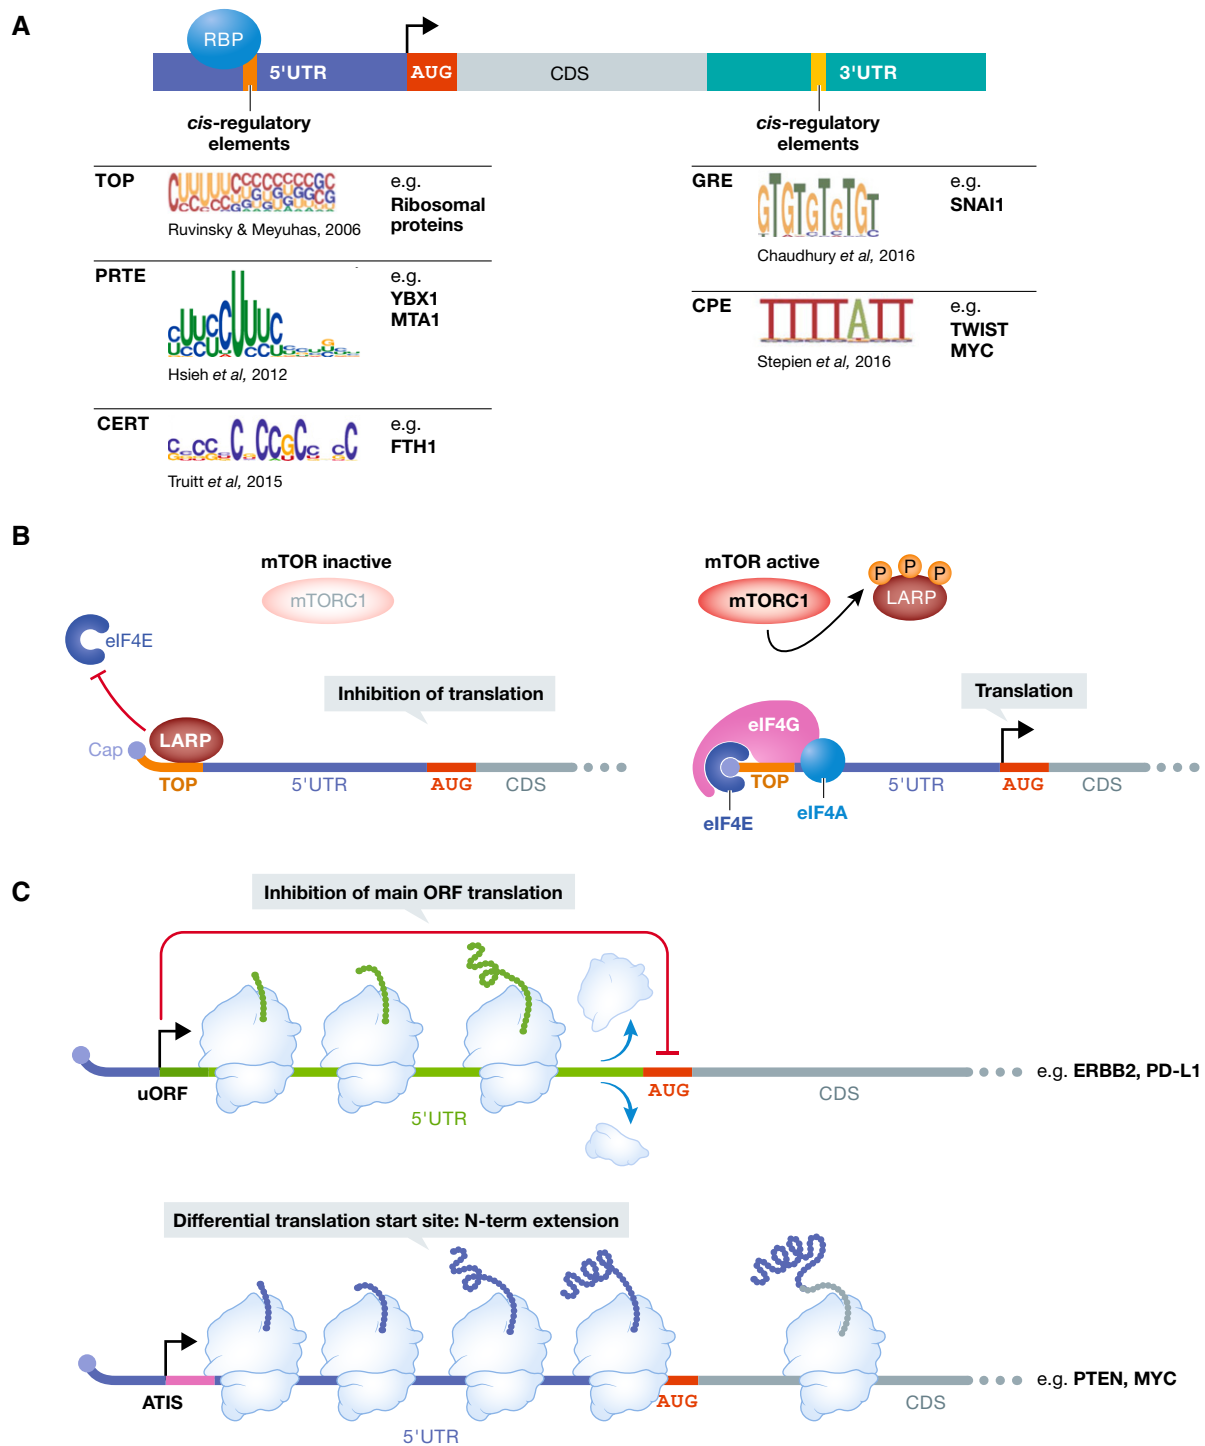 A
RBP
5'UTR
AUG
CDS
3'UTR
cis-regulatory
elements
cis-regulatory
elements
TOP
Ruvinsky & Meyuhas, 2006
e.g.
Ribosomal
proteins
PRTE
Hsieh et al, 2012
e.g.
YBX1
MTA1
CERT
Truitt et al, 2015
e.g.
FTH1
GRE
GTGTGTGT
Chaudhury et al, 2016
e.g.
SNAI1
CPE
TTTTATT
Stepien et al, 2016
e.g.
TWIST
MYC
B
mTOR inactive
mTORC1
eIF4E
Inhibition of translation
Cap
LARP
TOP
5'UTR
AUG
CDS
mTOR active
mTORC1
P P P
LARP
Translation
eIF4G
TOP
5'UTR
AUG
CDS
eIF4E
eIF4A
C
Inhibition of main ORF translation
uORF
5'UTR
AUG
CDS
e.g. ERBB2, PD-L1
Differential translation start site: N-term extension
ATIS
5'UTR
AUG
CDS
e.g. PTEN, MYC